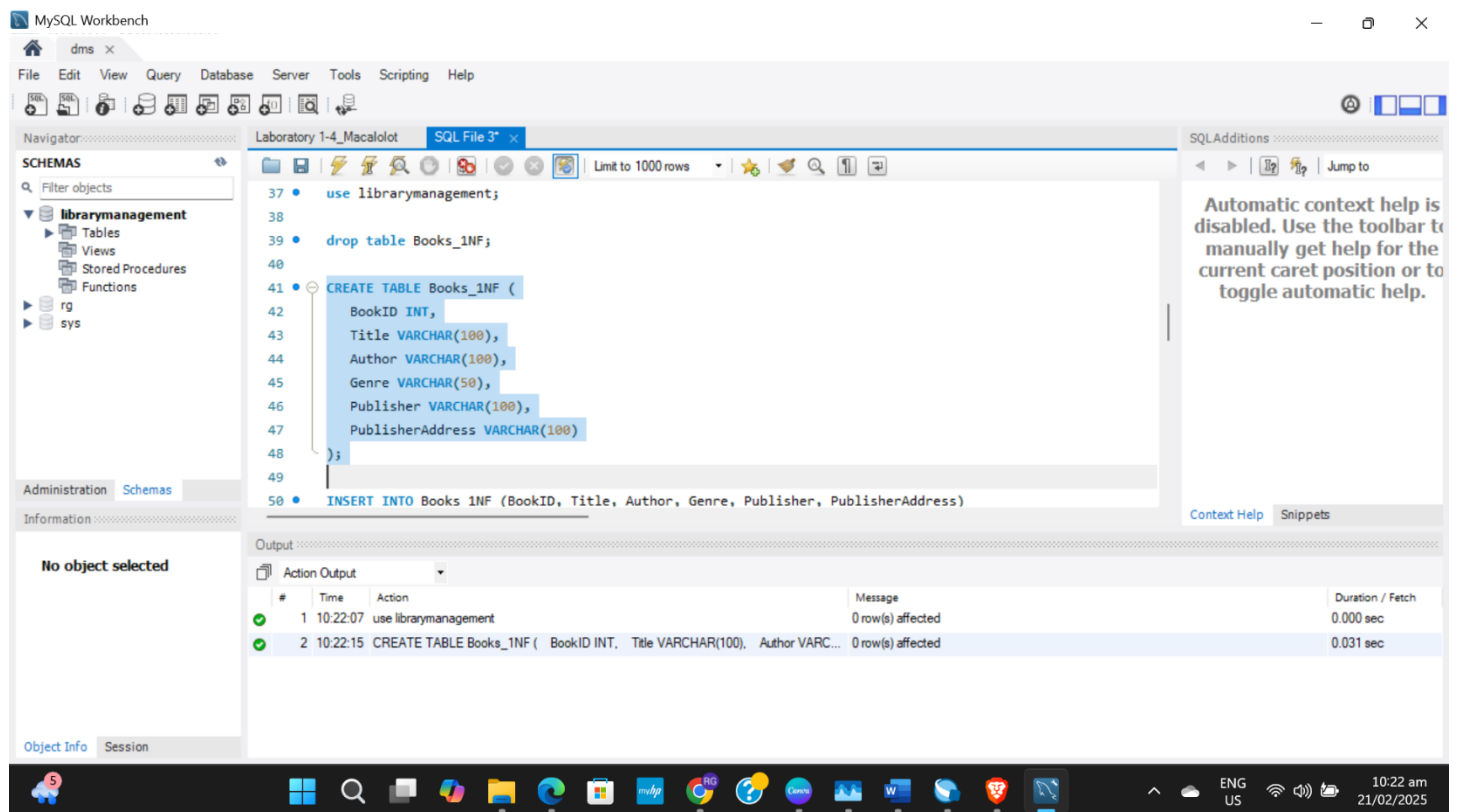 MySQL Workbench
dms
File Edit View Query Database Server Tools Scripting Help
Navigator
SCHEMAS
Filter objects
librarymanagement
Tables
Views
Stored Procedures
Functions
rg
sys
Administration Schemas
Information
No object selected
Object Info Session
Laboratory 1-4_Macalolot SQL File 3*
Limit to 1000 rows
37 use librarymanagement;
38
39 drop table Books_1NF;
40
41 CREATE TABLE Books_1NF (
42 BookID INT,
43 Title VARCHAR(100),
44 Author VARCHAR(100),
45 Genre VARCHAR(50),
46 Publisher VARCHAR(100),
47 PublisherAddress VARCHAR(100)
48 );
49
50 INSERT INTO Books 1NF (BookID, Title, Author, Genre, Publisher, PublisherAddress)
SQLAdditions
Jump to
Automatic context help is
disabled. Use the toolbar to
manually get help for the
current caret position or to
toggle automatic help.
Context Help Snippets
Output
Action Output
# Time Action Message Duration / Fetch
1 10:22:07 use librarymanagement 0 row(s) affected 0.000 sec
2 10:22:15 CREATE TABLE Books_1NF ( BookID INT, Title VARCHAR(100), Author VARC... 0 row(s) affected 0.031 sec
5
myhp
RG
Canva
ENG
US
10:22 am
21/02/2025